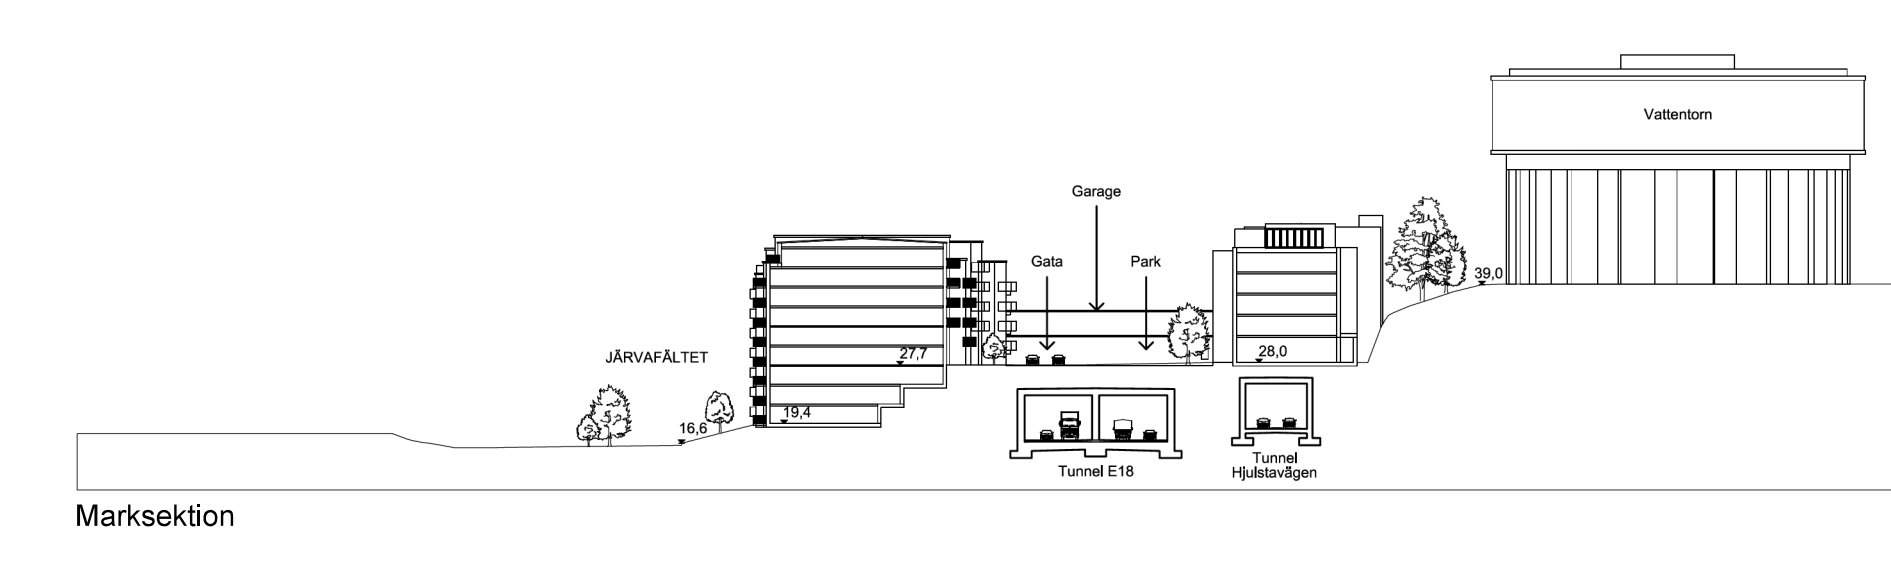 Vattentorn
Garage
Gata
Park
39,0
JÄRVAFÄLTET
27,7
28,0
19,4
16,6
Tunnel E18
Tunnel
Hjulstavägen
Marksektion